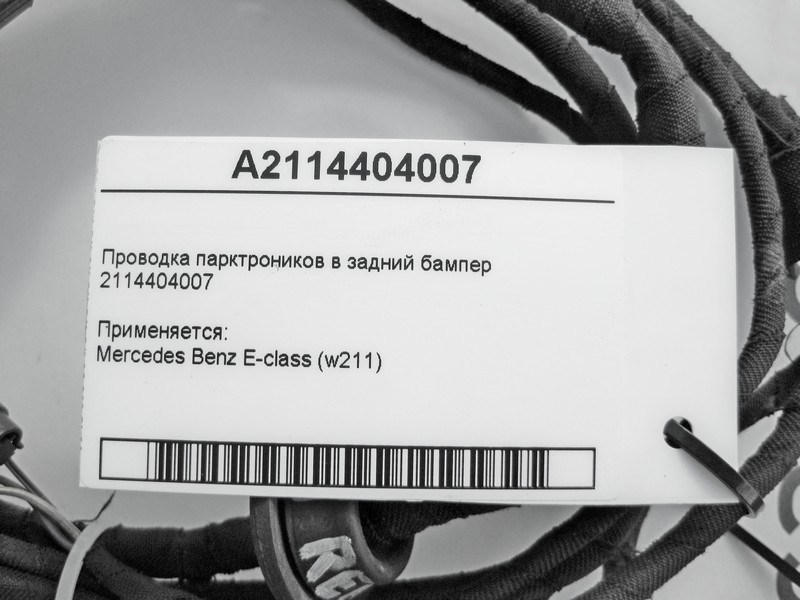 A2114404007
Проводка парктроников в задний бампер
2114404007
Применяется:
Mercedes Benz E-class (w211)